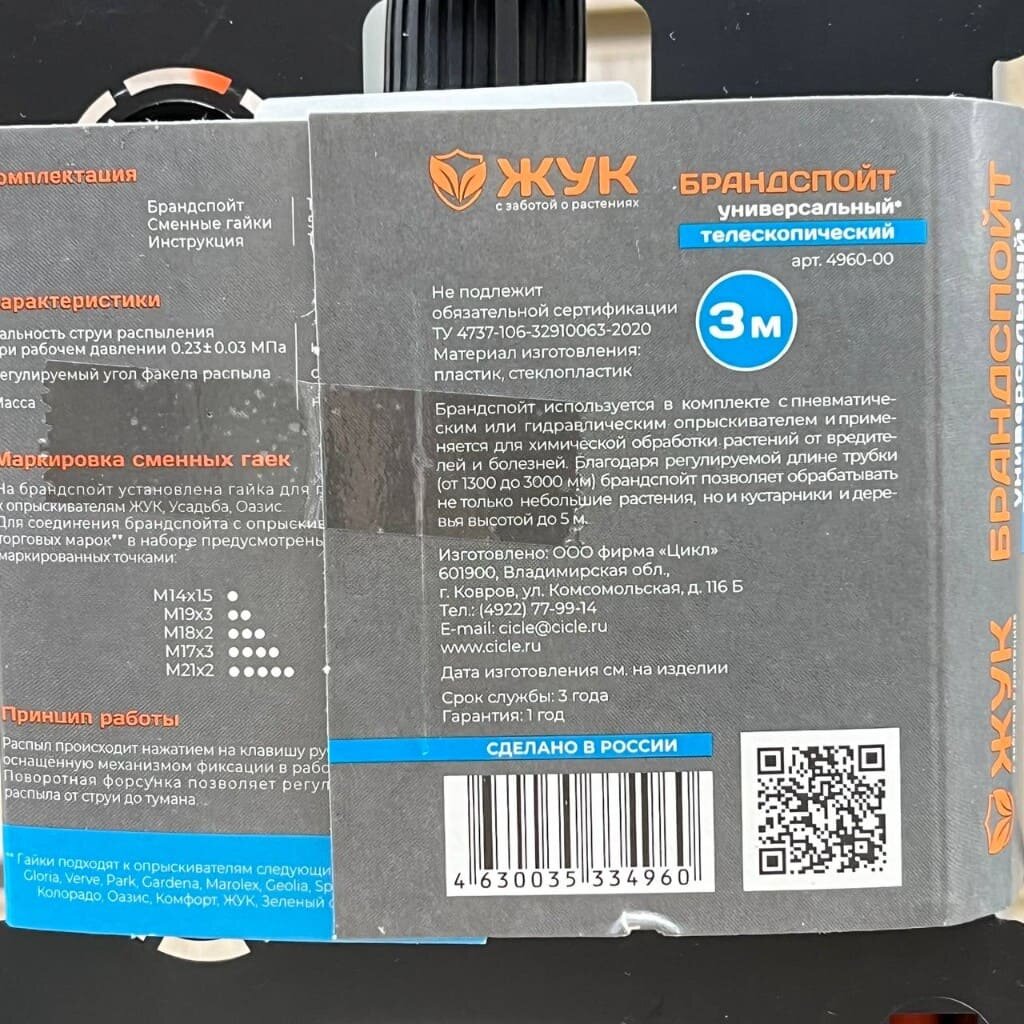 омплектация
Брандспойт
Сменные гайки
Инструкция
арактеристики
альность струи распыления
ри рабочем давлении 0.23±0.03 МПа
егулируемый угол факела распыла
Масса
Маркировка сменных гаек
На брандспойт установлена гайка для
к опрыскивателям ЖУК, Усадьба, Оазис.
Для соединения брандспойта с опрыскив
торговых марок** в наборе предусмотрены
маркированных точками:
М14х1.5
М19х3
М18х2
М17х3
М21х2
Принцип работы
Распыл происходит нажатием на клавишу ру
оснащённую механизмом фиксации в рабо
Поворотная форсунка позволяет регул
распыла от струи до тумана.
** Гайки подходят к опрыскивателям следующи
Gloria, Verve, Park, Gardena, Marolex, Geolia, Sp
Колорадо, Оазис, Комфорт, ЖУК, Зеленый
ЖУК
с заботой о растениях
БРАНДСПОЙТ
универсальный*
телескопический
арт. 4960-00
3м
Не подлежит
обязательной сертификации
ТУ 4737-106-32910063-2020
Материал изготовления:
пластик, стеклопластик
Брандспойт используется в комплекте с пневматиче-
ским или гидравлическим опрыскивателем и приме-
няется для химической обработки растений от вредите-
лей и болезней. Благодаря регулируемой длине трубки
(от 1300 до 3000 мм) брандспойт позволяет обрабатывать
не только небольшие растения, но и кустарники и дере-
вья высотой до 5 м.
Изготовлено: ООО фирма «Цикл»
601900, Владимирская обл.,
г. Ковров, ул. Комсомольская, д. 116 Б
Тел.: (4922) 77-99-14
E-mail: cicle@cicle.ru
www.cicle.ru
Дата изготовления см. на изделии
Срок службы: 3 года
Гарантия: 1 год
СДЕЛАНО В РОССИИ
4 630035 334960
БРАНДСПОЙТ
универсальный*
ЖУК
с заботой о растениях